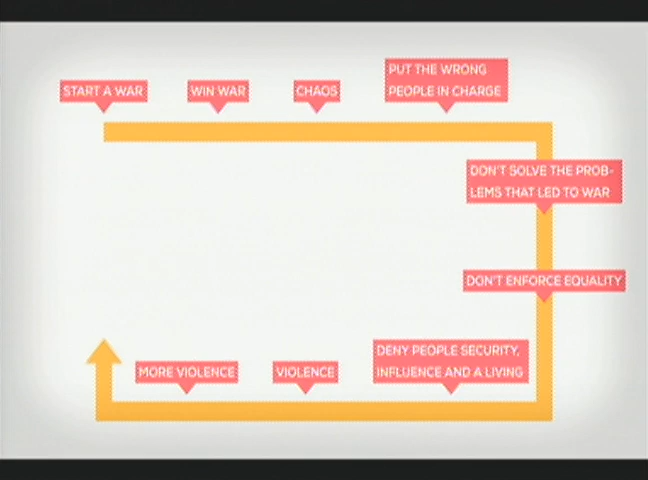 START A WAR
WIN WAR
CHAOS
PUT THE WRONG
PEOPLE IN CHARGE
DON'T SOLVE THE PROB-
LEMS THAT LED TO WAR
DON'T ENFORCE EQUALITY
DENY PEOPLE SECURITY,
INFLUENCE AND A LIVING
VIOLENCE
MORE VIOLENCE